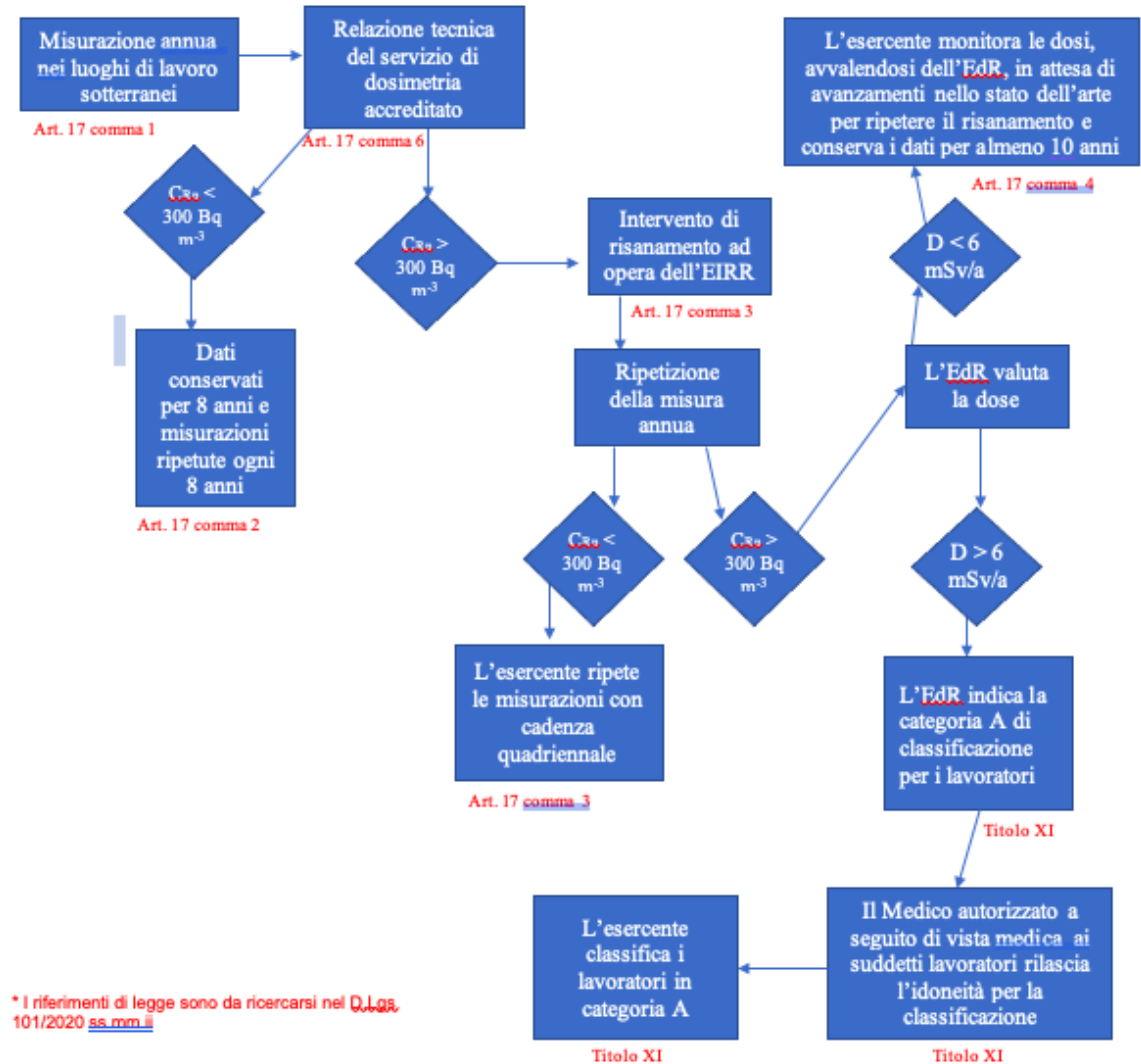 Misurazione annua
nei luoghi di lavoro
sotterranei
Art. 17 comma 1
Relazione tecnica
del servizio di
dosimetria
accreditato
Art. 17 comma 6
CRn <
300 Bq
m-3
Dati
conservati
per 8 anni e
misurazioni
ripetute ogni
8 anni
Art. 17 comma 2
CRn >
300 Bq
m-3
Intervento di
risanamento ad
opera dell’EIRR
Art. 17 comma 3
Ripetizione
della misura
annua
CRn <
300 Bq
m-3
L’esercente ripete
le misurazioni con
cadenza
quadriennale
Art. 17 comma 3
CRn >
300 Bq
m-3
L’EdR valuta
la dose
D < 6
mSv/a
L’esercente monitora le dosi,
avvalendosi dell’EdR, in attesa di
avanzamenti nello stato dell’arte
per ripetere il risanamento e
conserva i dati per almeno 10 anni
Art. 17 comma 4
D > 6
mSv/a
L’EdR indica la
categoria A di
classificazione
per i lavoratori
Titolo XI
Il Medico autorizzato a
seguito di vista medica ai
suddetti lavoratori rilascia
l’idoneità per la
classificazione
Titolo XI
L’esercente
classifica i
lavoratori in
categoria A
Titolo XI
* I riferimenti di legge sono da ricercarsi nel D.Lgs.
101/2020 ss.mm.ii